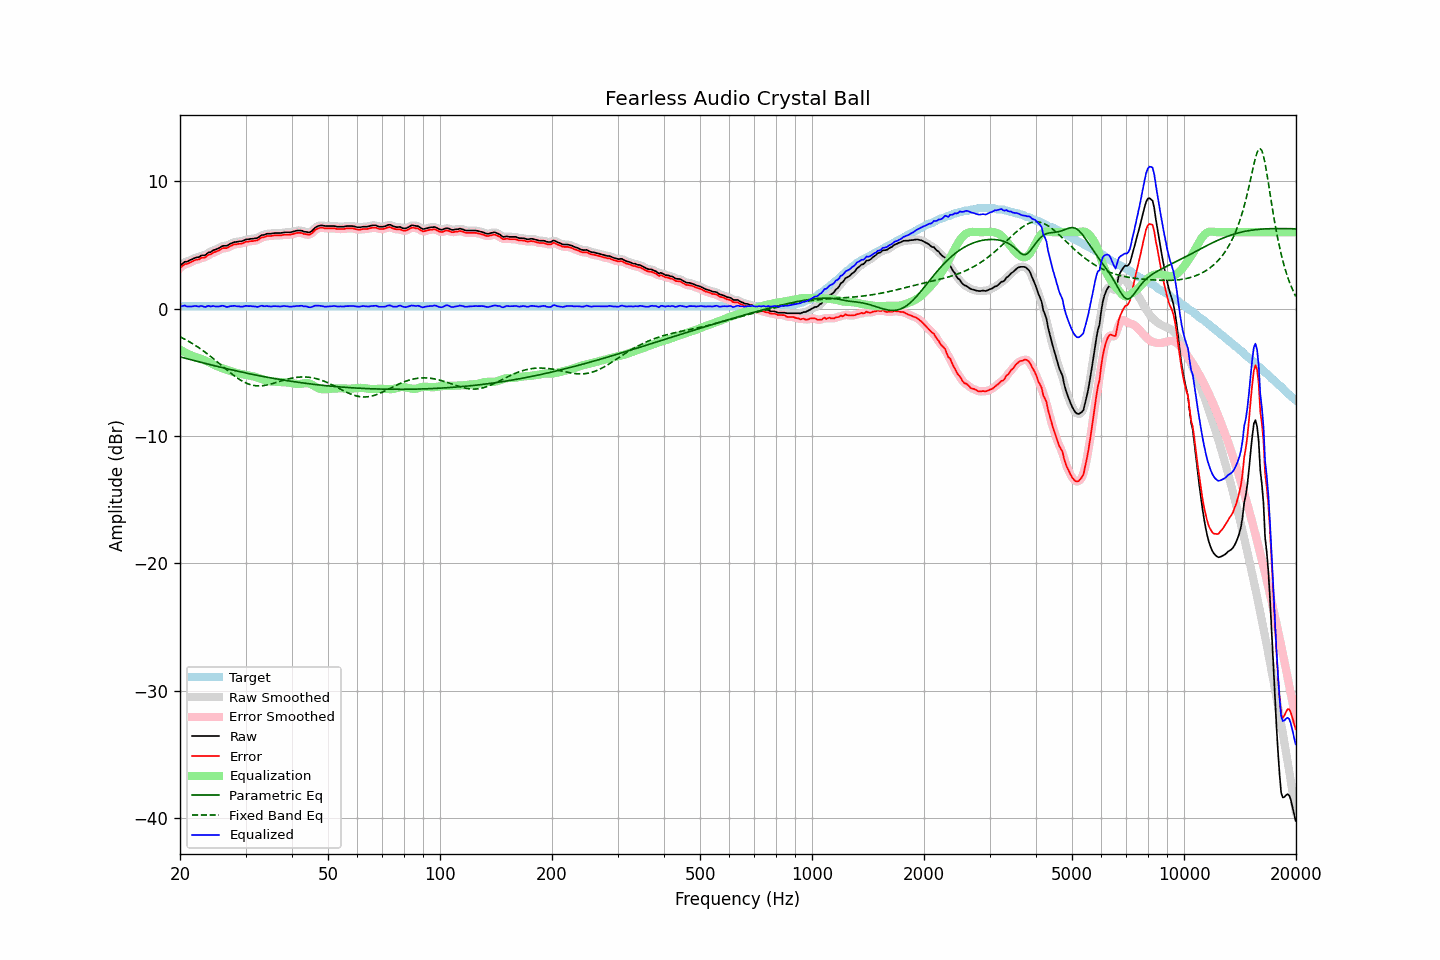 Fearless Audio Crystal Ball
Amplitude (dBr)
10
0
−10
−20
−30
−40
Target
Raw Smoothed
Error Smoothed
Raw
Error
Equalization
Parametric Eq
Fixed Band Eq
Equalized
20 50 100 200 500 1000 2000 5000 10000 20000
Frequency (Hz)